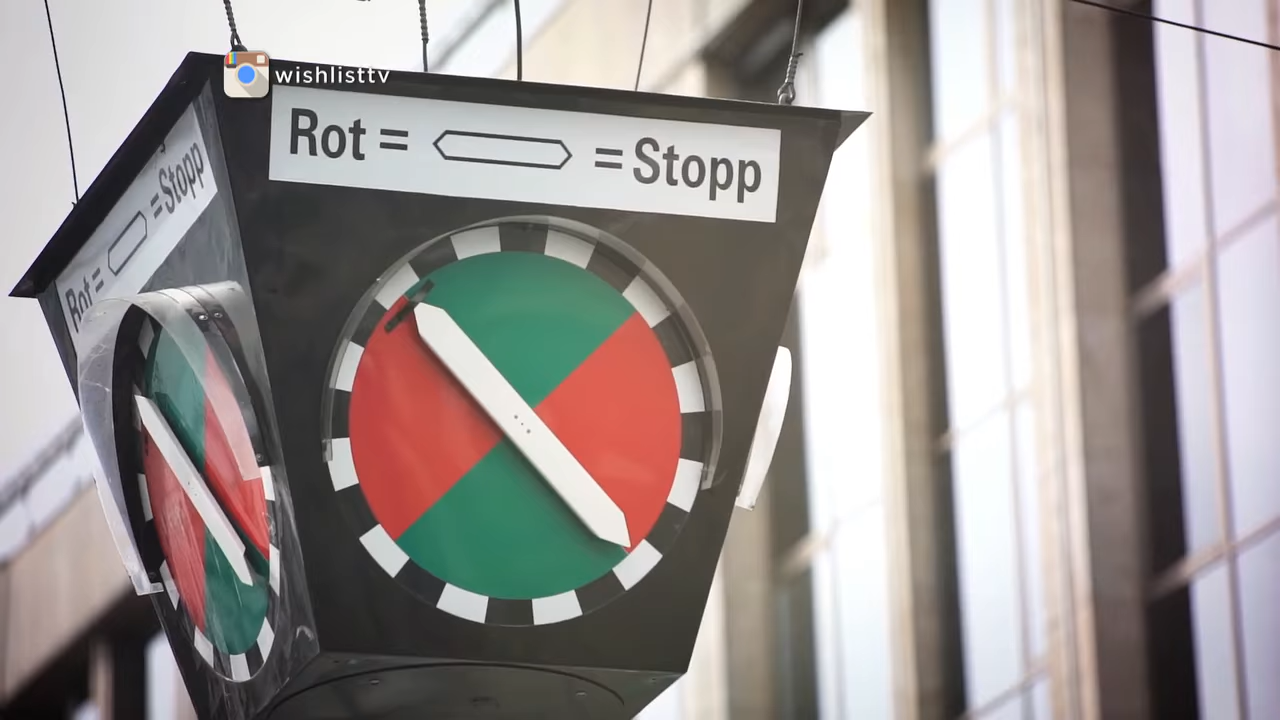 wishlisttv
Rot = = Stopp
Rot = = Stopp